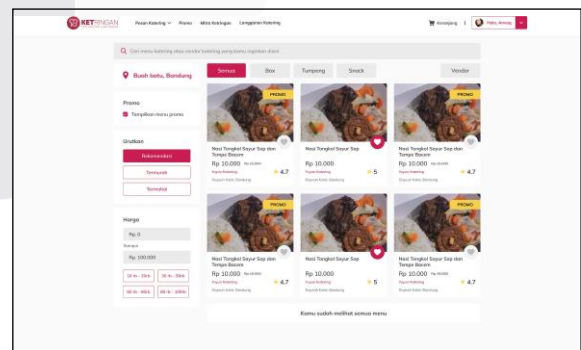 KETRINGAN
Pesan Katering
Promo
Mitra Ketringan
Langganan Katering
Keranjang
Halo, Annisa
Cari menu katering atau vendor katering yang kamu inginkan disini
Buah batu, Bandung
Semua
Box
Tumpeng
Snack
Vendor
Promo
Tampilkan menu promo
Urutkan
Rekomendasi
Termurah
Termahal
Harga
Rp. 0
Sampai
Rp. 100.000
PROMO
Nasi Tongkol Sayur Sop dan Tempe Bacem
Rp 10.000
4.7
Nasi Tongkol Sayur Sop
Rp 10.000
5
PROMO
Nasi Tongkol Sayur Sop dan Tempe Bacem
Rp 10.000
4.7
PROMO
Nasi Tongkol Sayur Sop dan Tempe Bacem
Rp 10.000
4.7
Nasi Tongkol Sayur Sop
Rp 10.000
5
PROMO
Nasi Tongkol Sayur Sop dan Tempe Bacem
Rp 10.000
4.7
Kamu sudah melihat semua menu